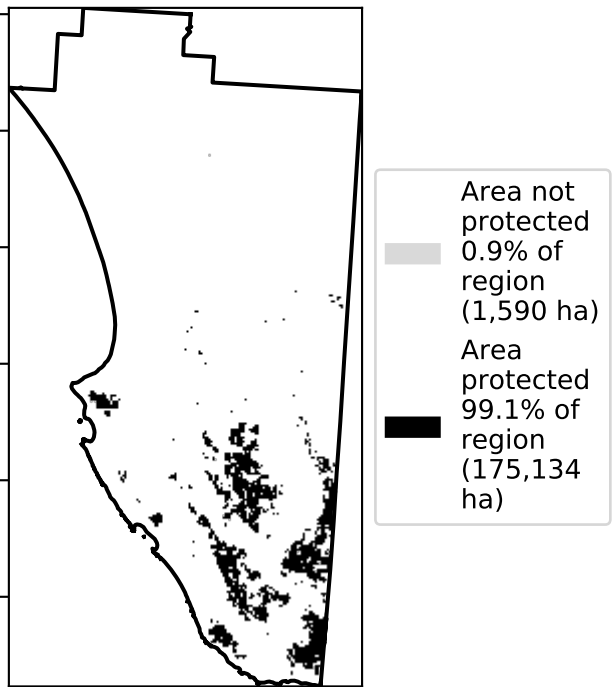 Area not
protected
0.9% of
region
(1,590 ha)
Area
protected
99.1% of
region
(175,134
ha)